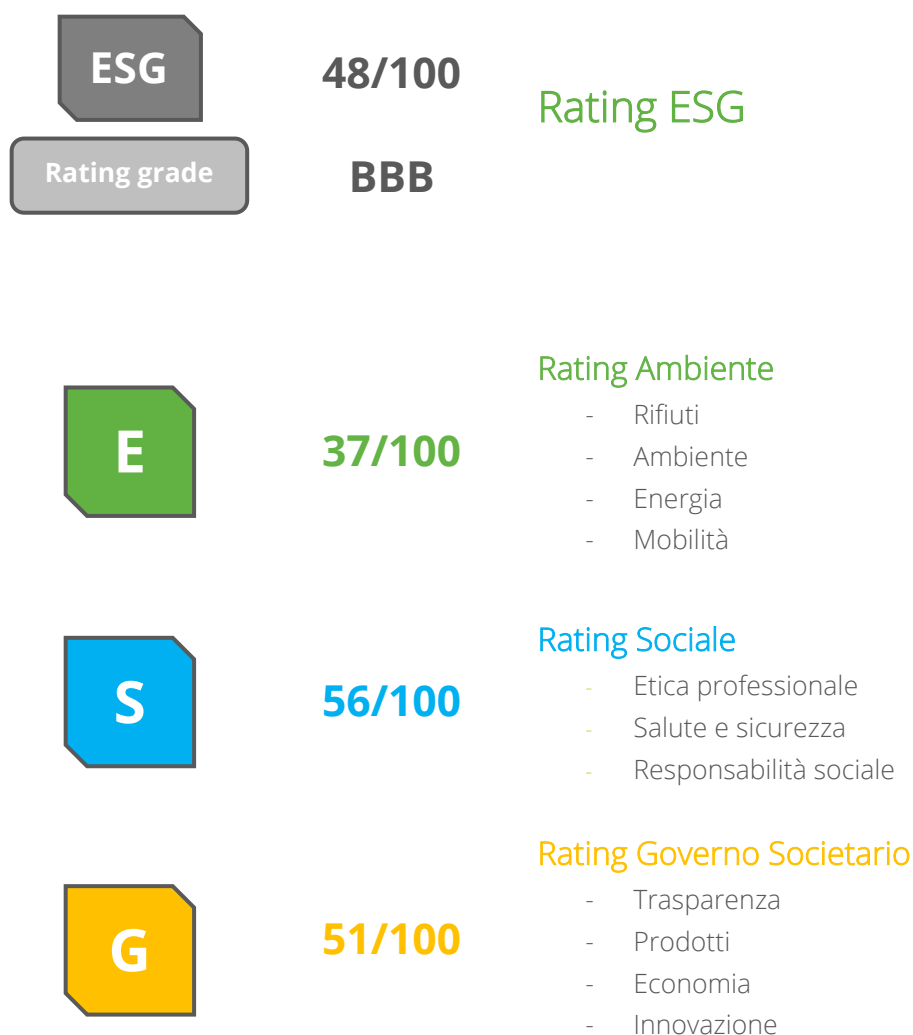 ESG
48/100
Rating ESG
Rating grade
BBB
E
37/100
Rating Ambiente
- Rifiuti
- Ambiente
- Energia
- Mobilità
S
56/100
Rating Sociale
- Etica professionale
- Salute e sicurezza
- Responsabilità sociale
G
51/100
Rating Governo Societario
- Trasparenza
- Prodotti
- Economia
- Innovazione